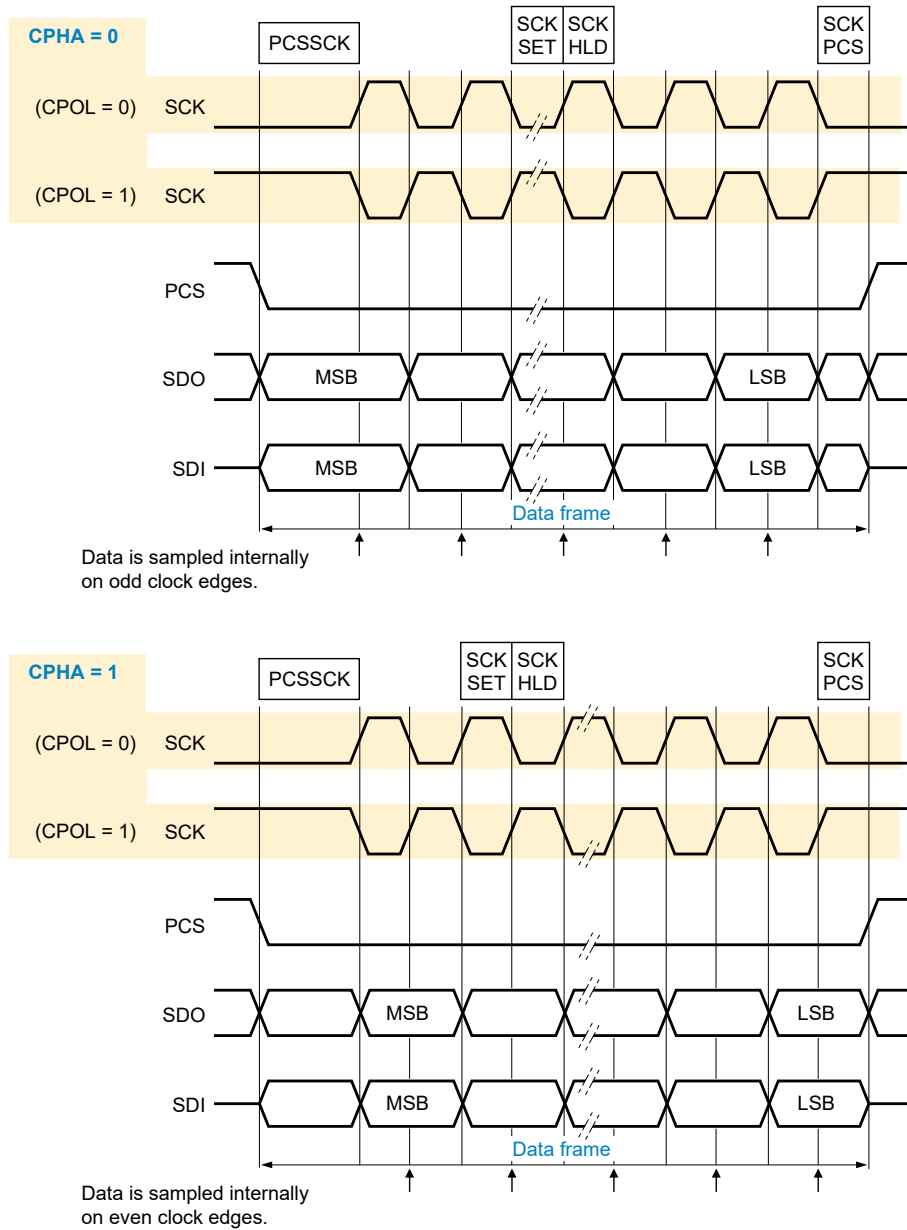 CPHA = 0
PCSSCK
SCK SET
SCK HLD
SCK PCS
(CPOL = 0) SCK
(CPOL = 1) SCK
PCS
SDO MSB LSB
SDI MSB LSB
Data frame
Data is sampled internally
on odd clock edges.
CPHA = 1
PCSSCK
SCK SET
SCK HLD
SCK PCS
(CPOL = 0) SCK
(CPOL = 1) SCK
PCS
SDO MSB LSB
SDI MSB LSB
Data frame
Data is sampled internally
on even clock edges.